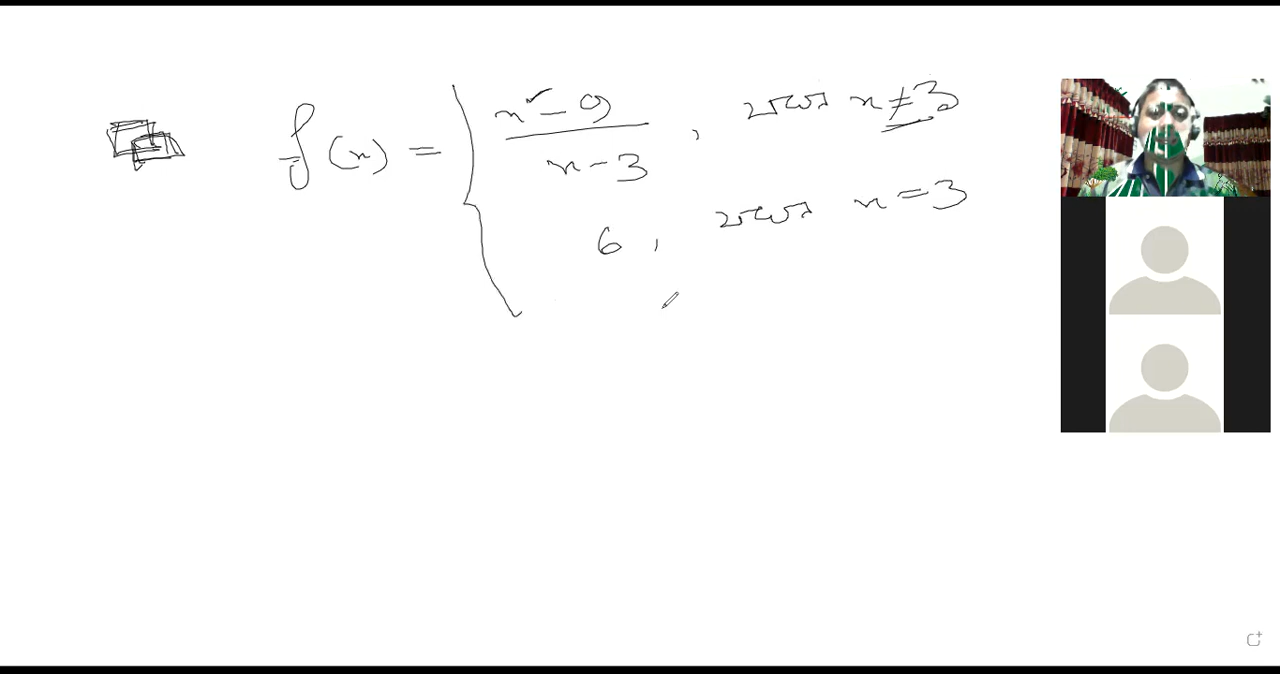 f(x) = { x² - 9 / x - 3 , যখন x ≠ 3
6 , যখন x = 3